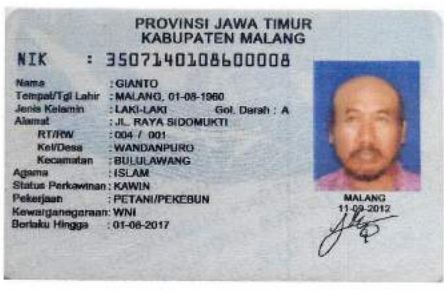 PROVINSI JAWA TIMUR
KABUPATEN MALANG
NIK : 3507140108600008
Nama : GIANTO
Tempat/Tgl Lahir : MALANG, 01-08-1960
Jenis Kelamin : LAKI-LAKI Gol. Darah : A
Alamat : JL. RAYA SIDOMUKTI
RT/RW : 004 / 001
Kel/Desa : WANDANPURO
Kecamatan : BULULAWANG
Agama : ISLAM
Status Perkawinan : KAWIN
Pekerjaan : PETANI/PEKEBUN
Kewarganegaraan: WNI
Berlaku Hingga : 01-08-2017
MALANG
11-09-2012